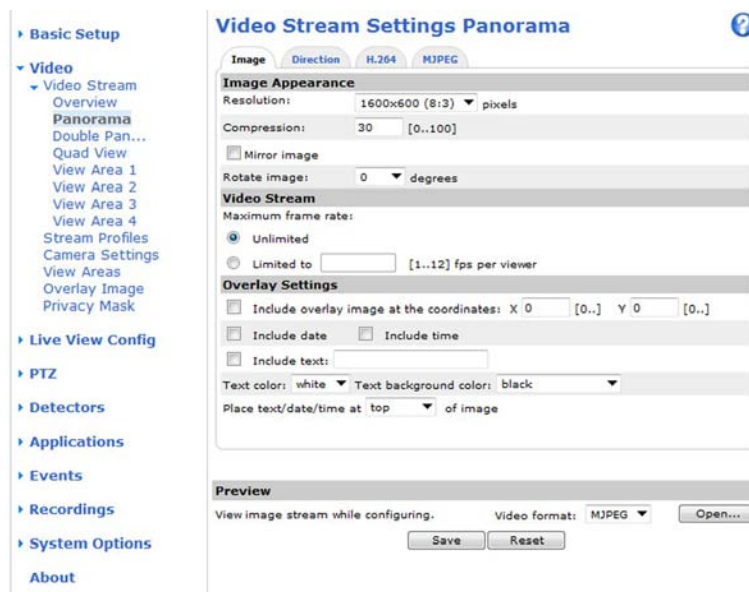 Basic Setup
Video
Video Stream
Overview
Panorama
Double Pan...
Quad View
View Area 1
View Area 2
View Area 3
View Area 4
Stream Profiles
Camera Settings
View Areas
Overlay Image
Privacy Mask
Live View Config
PTZ
Detectors
Applications
Events
Recordings
System Options
About
Video Stream Settings Panorama
?
Image Direction H.264 MJPEG
Image Appearance
Resolution: 1600x600 (8:3) pixels
Compression: 30 [0..100]
Mirror image
Rotate image: 0 degrees
Video Stream
Maximum frame rate:
Unlimited
Limited to [1..12] fps per viewer
Overlay Settings
Include overlay image at the coordinates: X 0 [0..] Y 0 [0..]
Include date Include time
Include text:
Text color: white Text background color: black
Place text/date/time at top of image
Preview
View image stream while configuring. Video format: MJPEG Open...
Save Reset